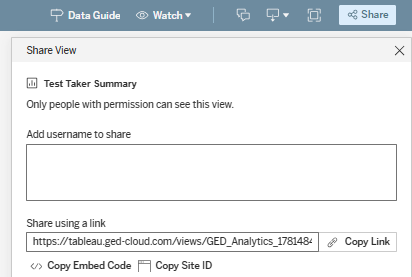 Data Guide Watch Share
Share View
Test Taker Summary
Only people with permission can see this view.
Add username to share
Share using a link
https://tableau.ged-cloud.com/views/GED_Analytics_1781484 Copy Link
Copy Embed Code Copy Site ID